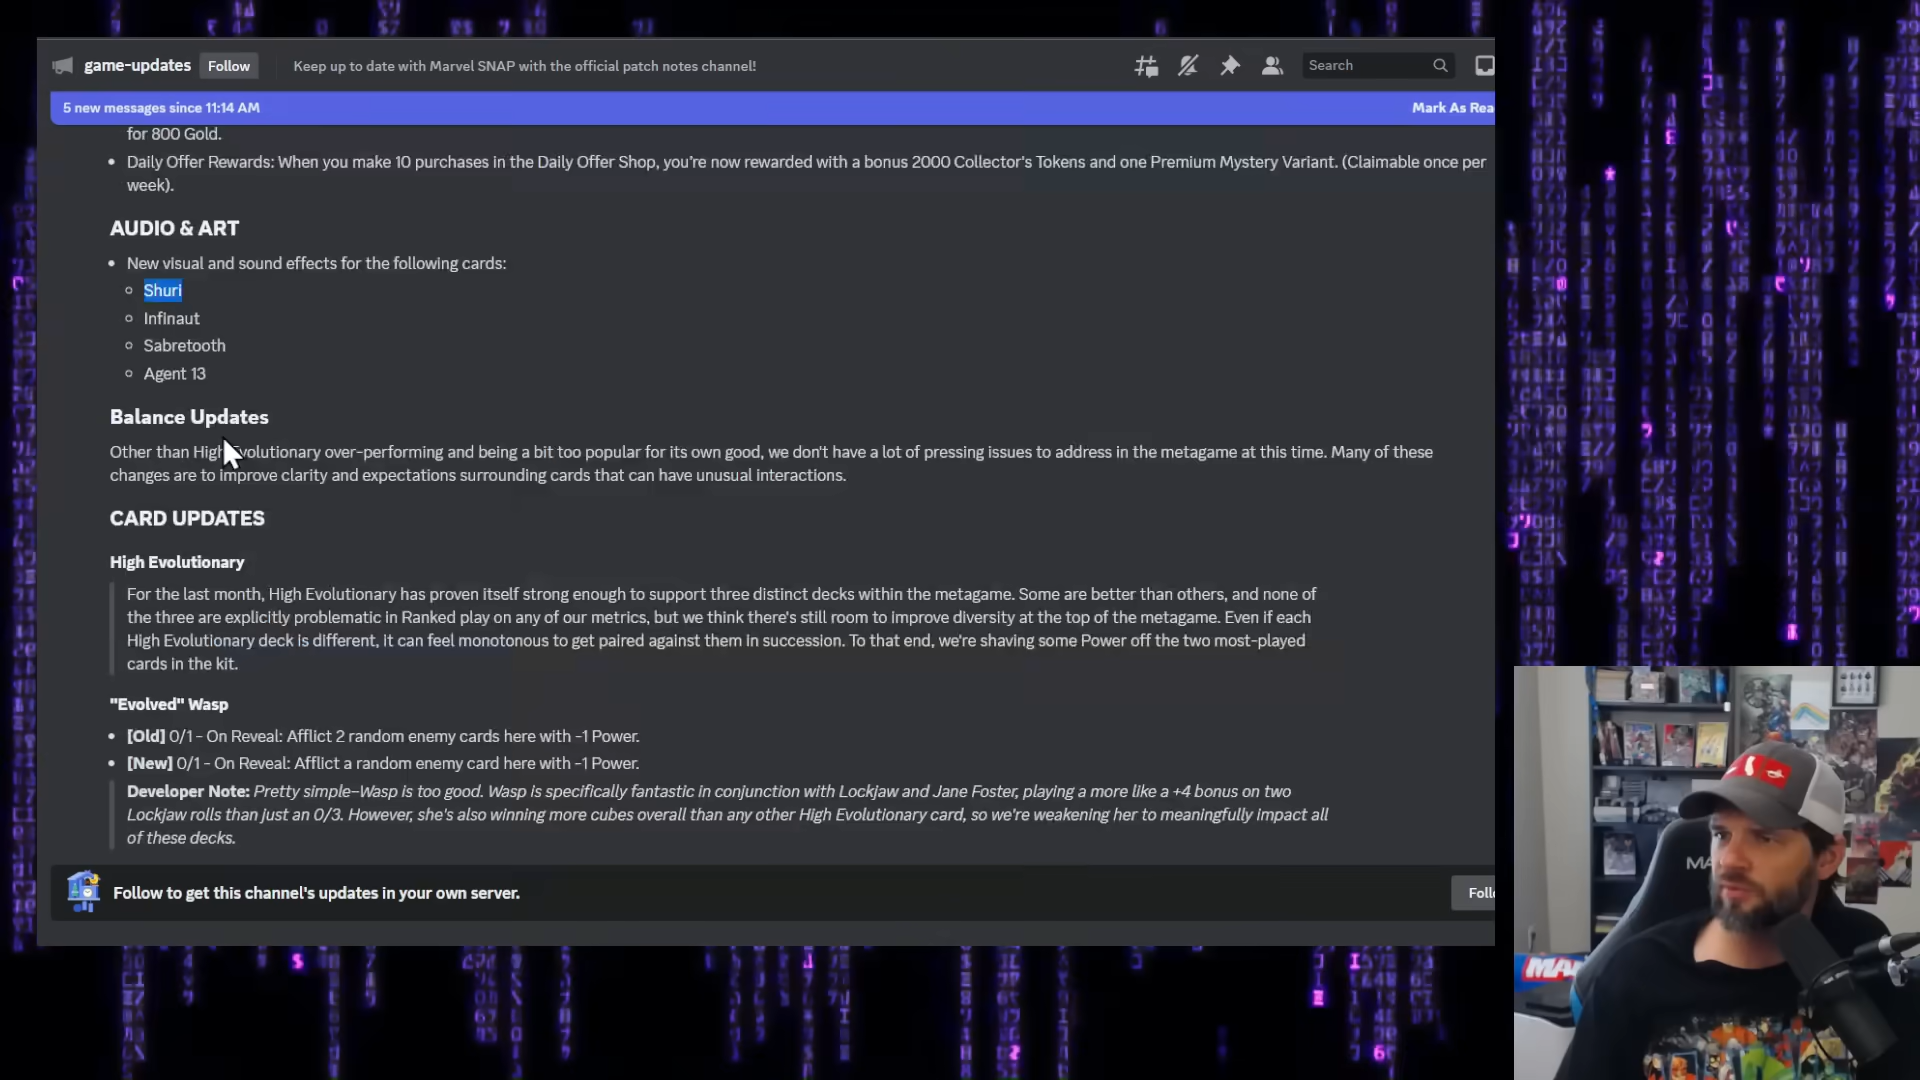 game-updates Follow Keep up to date with Marvel SNAP with the official patch notes channel! Search
5 new messages since 11:14 AM Mark As Rea
for 800 Gold.
• Daily Offer Rewards: When you make 10 purchases in the Daily Offer Shop, you're now rewarded with a bonus 2000 Collector's Tokens and one Premium Mystery Variant. (Claimable once per
week).
AUDIO & ART
• New visual and sound effects for the following cards:
◦ Shuri
◦ Infinaut
◦ Sabretooth
◦ Agent 13
Balance Updates
Other than High Evolutionary over-performing and being a bit too popular for its own good, we don't have a lot of pressing issues to address in the metagame at this time. Many of these
changes are to improve clarity and expectations surrounding cards that can have unusual interactions.
CARD UPDATES
High Evolutionary
For the last month, High Evolutionary has proven itself strong enough to support three distinct decks within the metagame. Some are better than others, and none of
the three are explicitly problematic in Ranked play on any of our metrics, but we think there's still room to improve diversity at the top of the metagame. Even if each
High Evolutionary deck is different, it can feel monotonous to get paired against them in succession. To that end, we're shaving some Power off the two most-played
cards in the kit.
"Evolved" Wasp
• [Old] 0/1 - On Reveal: Afflict 2 random enemy cards here with -1 Power.
• [New] 0/1 - On Reveal: Afflict a random enemy card here with -1 Power.
Developer Note: Pretty simple–Wasp is too good. Wasp is specifically fantastic in conjunction with Lockjaw and Jane Foster, playing a more like a +4 bonus on two
Lockjaw rolls than just an 0/3. However, she's also winning more cubes overall than any other High Evolutionary card, so we're weakening her to meaningfully impact all
of these decks.
Follow to get this channel's updates in your own server. Follo